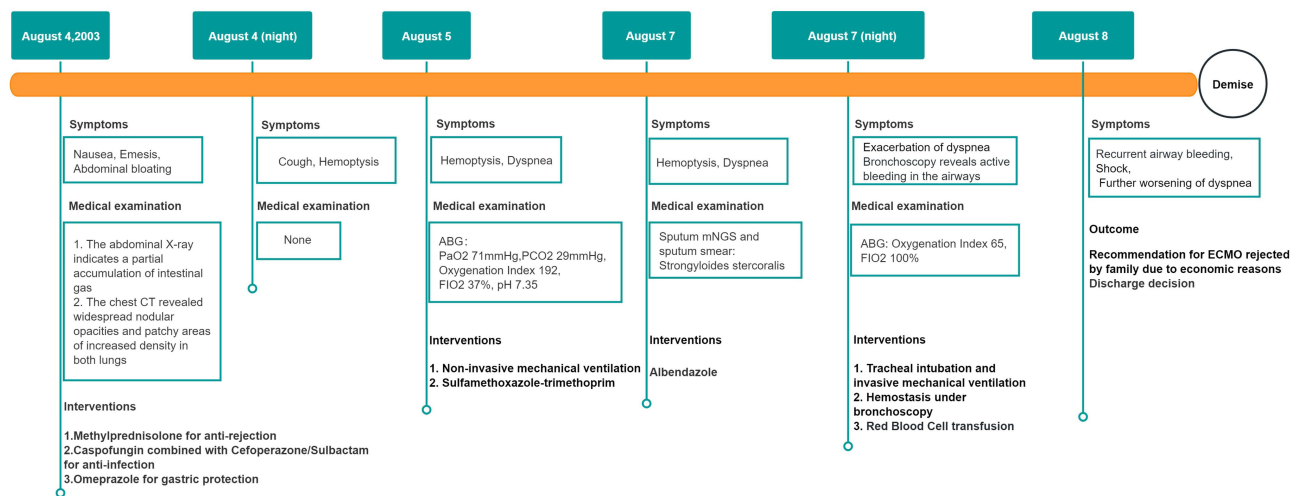 August 4,2003
August 4 (night)
August 5
August 7
August 7 (night)
August 8
Demise
Symptoms
Nausea, Emesis,
Abdominal bloating
Medical examination
1. The abdominal X-ray
indicates a partial
accumulation of intestinal
gas
2. The chest CT revealed
widespread nodular
opacities and patchy areas
of increased density in
both lungs
Interventions
1.Methylprednisolone for anti-rejection
2.Caspofungin combined with Cefoperazone/Sulbactam
for anti-infection
3.Omeprazole for gastric protection
Symptoms
Cough, Hemoptysis
Medical examination
None
Symptoms
Hemoptysis, Dyspnea
Medical examination
ABG：
PaO2 71mmHg,PCO2 29mmHg,
Oxygenation Index 192,
FIO2 37%, pH 7.35
Interventions
1. Non-invasive mechanical ventilation
2. Sulfamethoxazole-trimethoprim
Symptoms
Hemoptysis, Dyspnea
Medical examination
Sputum mNGS and
sputum smear:
Strongyloides stercoralis
Interventions
Albendazole
Symptoms
Exacerbation of dyspnea
Bronchoscopy reveals active
bleeding in the airways
Medical examination
ABG: Oxygenation Index 65,
FIO2 100%
Interventions
1. Tracheal intubation and
invasive mechanical ventilation
2. Hemostasis under
bronchoscopy
3. Red Blood Cell transfusion
Symptoms
Recurrent airway bleeding,
Shock,
Further worsening of dyspnea
Outcome
Recommendation for ECMO rejected
by family due to economic reasons
Discharge decision